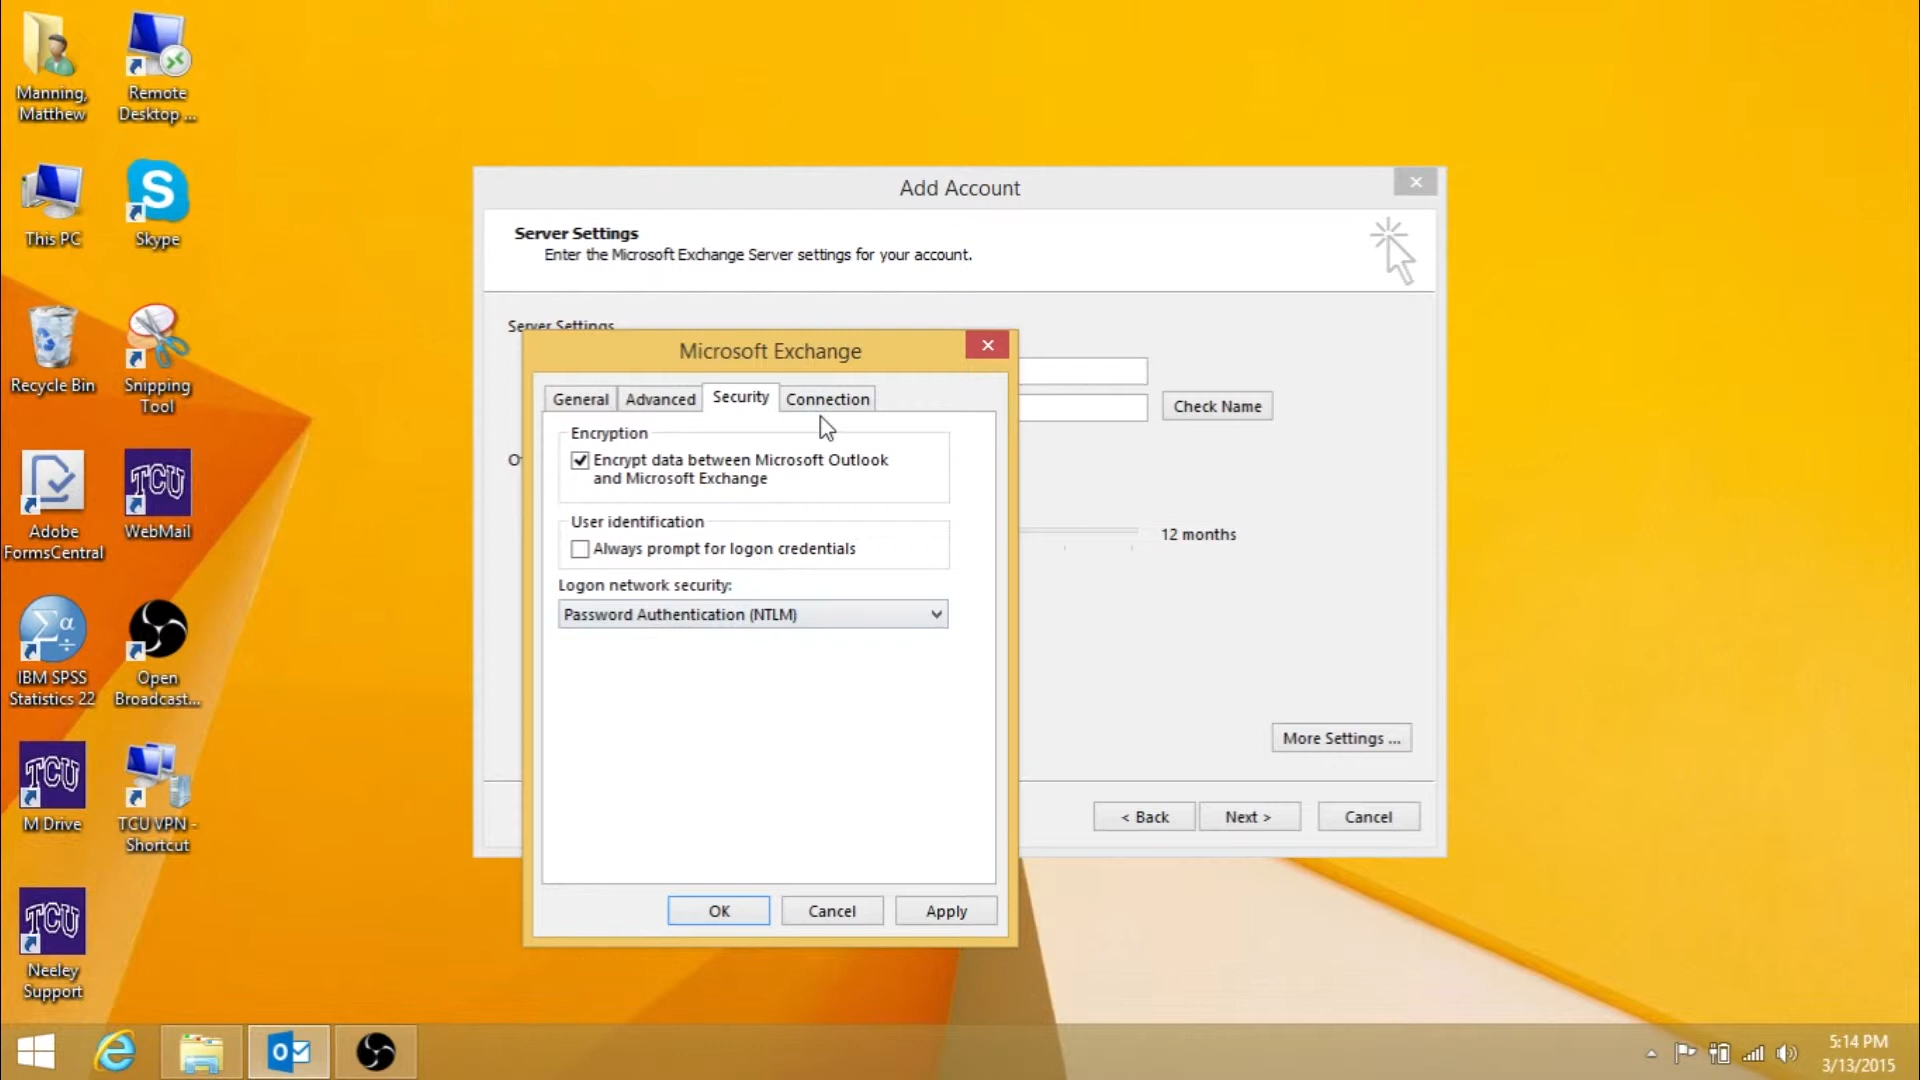 Manning,
Matthew
Remote
Desktop ...
This PC
S
Skype
Recycle Bin
Snipping
Tool
Adobe
FormsCentral
TCU
WebMail
Σα
÷
IBM SPSS
Statistics 22
Open
Broadcast...
TCU
M Drive
TCU VPN -
Shortcut
TCU
Neeley
Support
Add Account
Server Settings
Enter the Microsoft Exchange Server settings for your account.
Server Settings
Check Name
12 months
More Settings ...
< Back
Next >
Cancel
Microsoft Exchange
General
Advanced
Security
Connection
Encryption
Encrypt data between Microsoft Outlook
and Microsoft Exchange
User identification
Always prompt for logon credentials
Logon network security:
Password Authentication (NTLM)
OK
Cancel
Apply
5:14 PM
3/13/2015